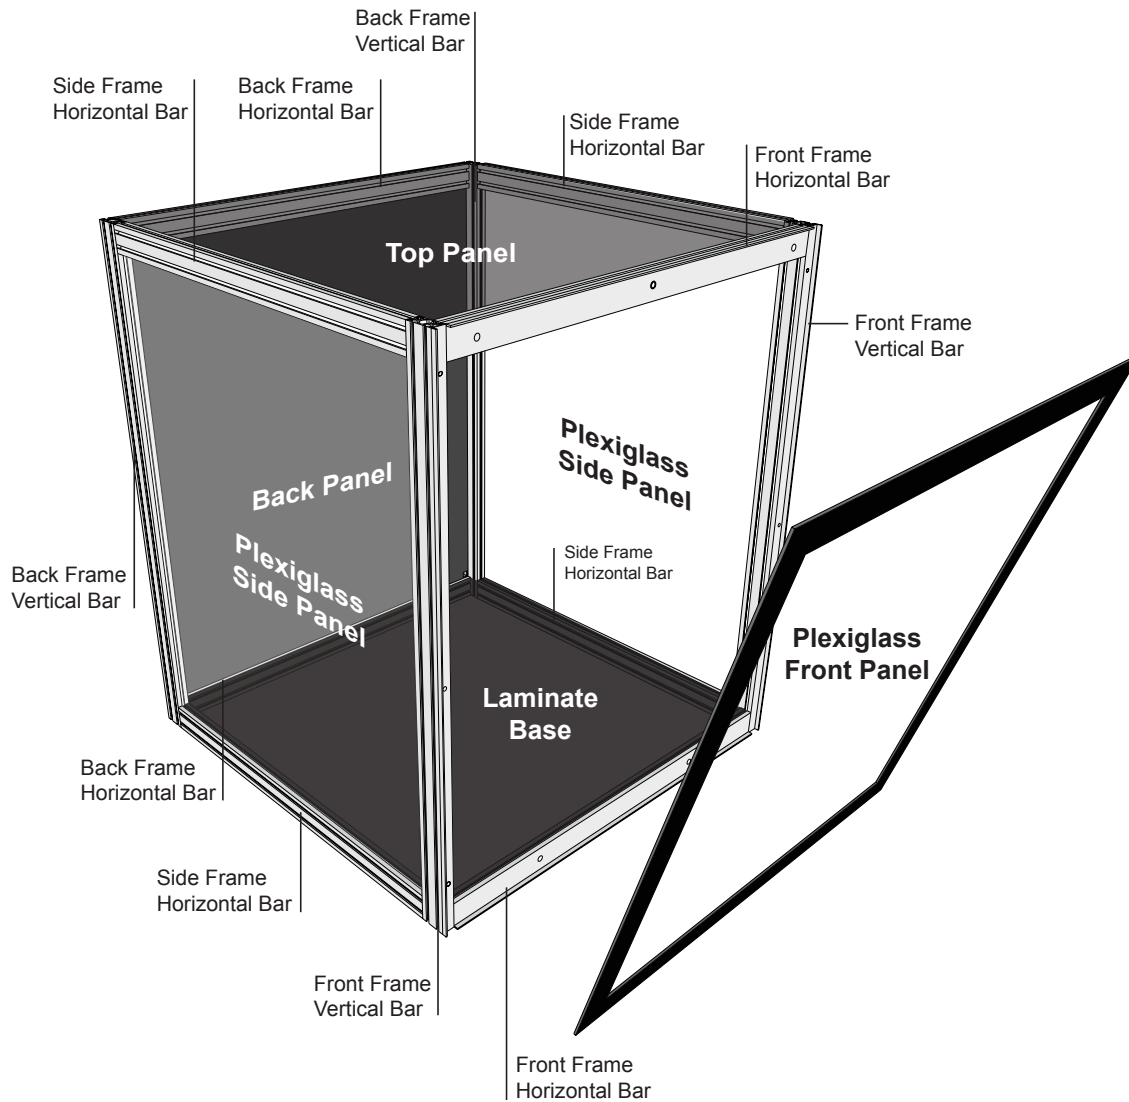 Back Frame
Vertical Bar
Side Frame
Horizontal Bar
Back Frame
Horizontal Bar
Side Frame
Horizontal Bar
Front Frame
Horizontal Bar
Top Panel
Front Frame
Vertical Bar
Plexiglass
Side Panel
Back Panel
Plexiglass
Side Panel
Side Frame
Horizontal Bar
Back Frame
Vertical Bar
Plexiglass
Front Panel
Laminate
Base
Back Frame
Horizontal Bar
Side Frame
Horizontal Bar
Front Frame
Vertical Bar
Front Frame
Horizontal Bar